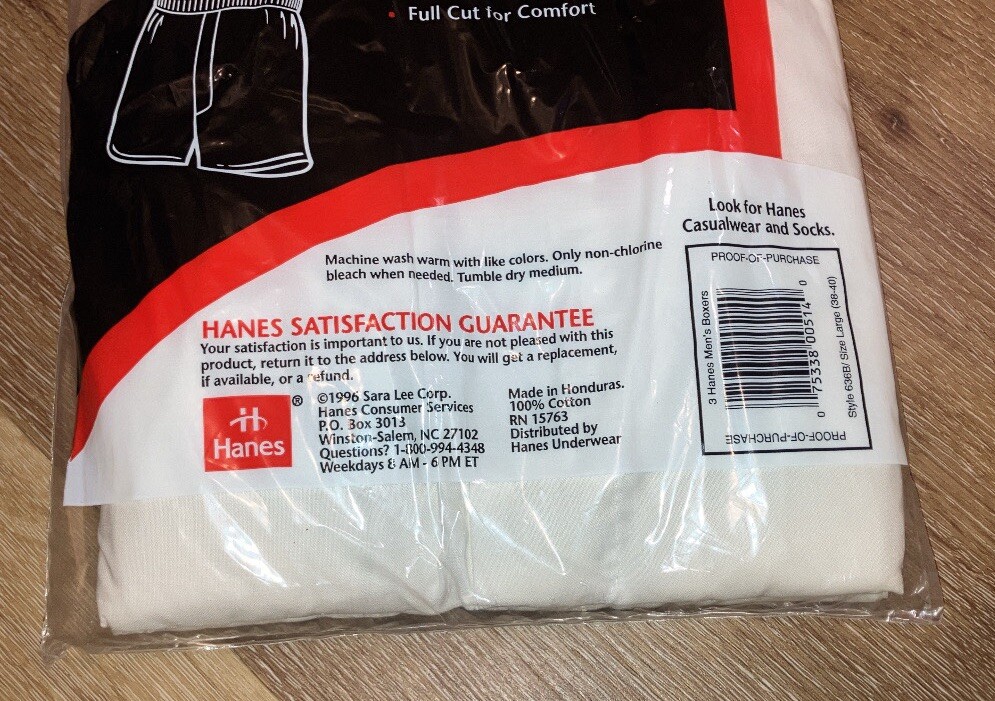 • Full Cut for Comfort
Look for Hanes
Casualwear and Socks.
Machine wash warm with like colors. Only non-chlorine
bleach when needed. Tumble dry medium.
HANES SATISFACTION GUARANTEE
Your satisfaction is important to us. If you are not pleased with this
product, return it to the address below. You will get a replacement,
if available, or a refund.
®
Hanes
©1996 Sara Lee Corp.
Hanes Consumer Services
P.O. Box 3013
Winston-Salem, NC 27102
Questions? 1-800-994-4348
Weekdays 8 AM - 6 PM ET
Made in Honduras.
100% Cotton
RN 15763
Distributed by
Hanes Underwear
PROOF-OF-PURCHASE
3 Hanes Men's Boxers
0 75338 00514 0
Style 636B/ Size Large (38-40)
PROOF-OF-PURCHASE